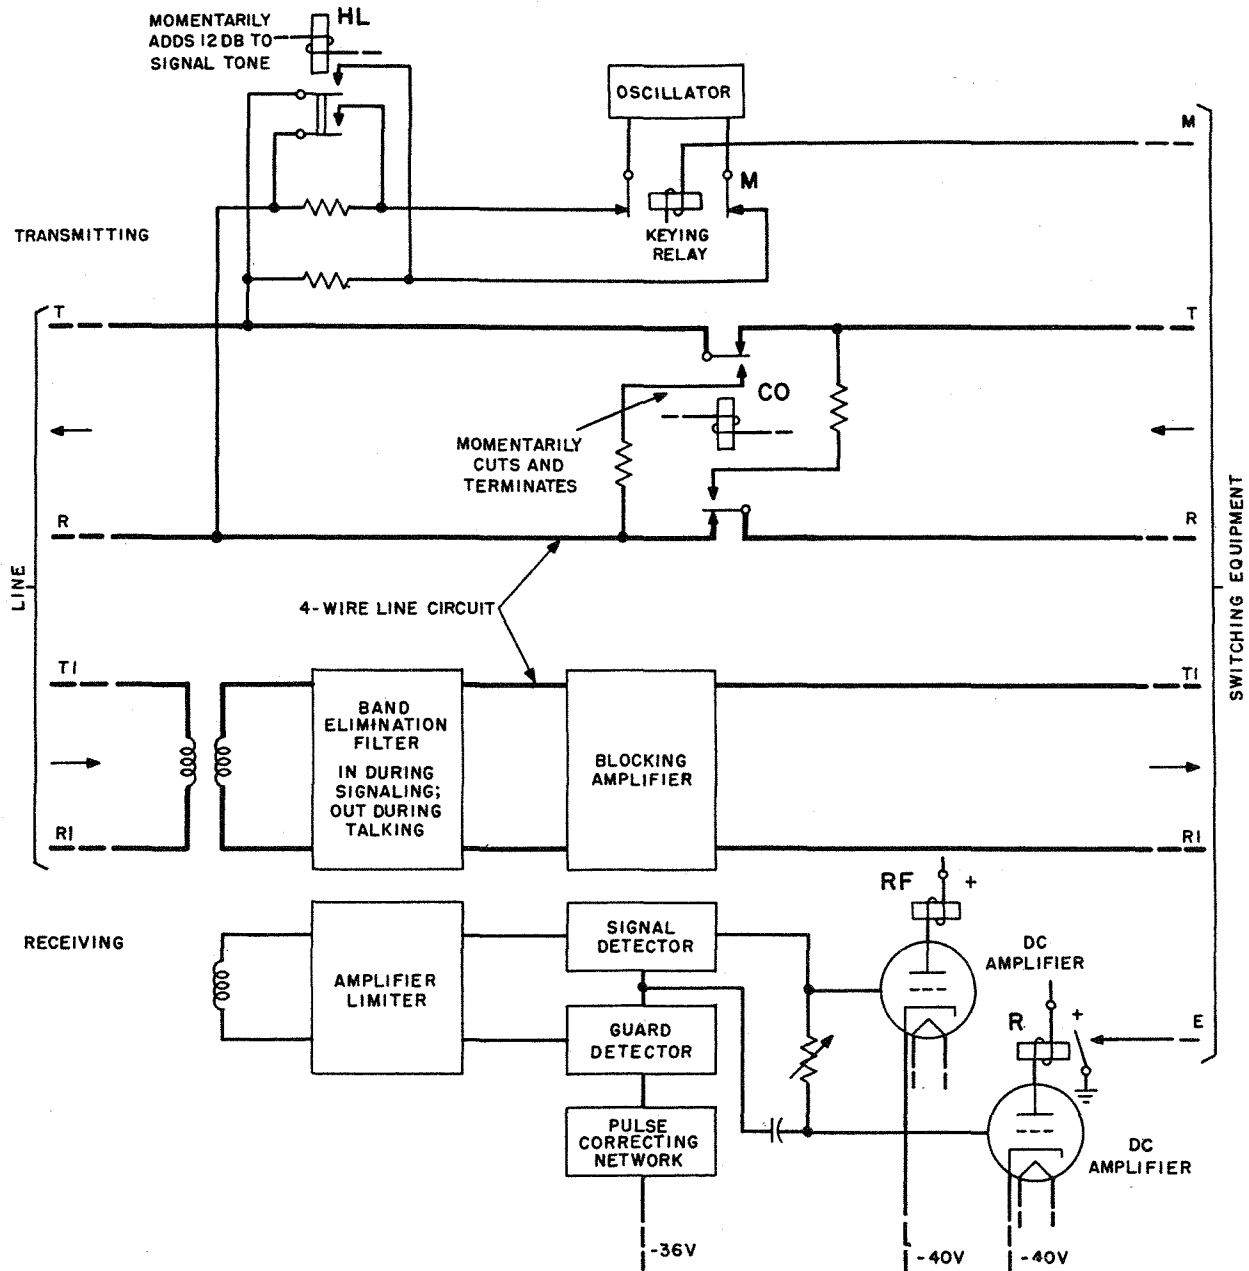 MOMENTARILY
ADDS 12 DB TO
SIGNAL TONE
HL
OSCILLATOR
M
M
KEYING
RELAY
TRANSMITTING
T
T
CO
MOMENTARILY
CUTS AND
TERMINATES
R
R
LINE
SWITCHING EQUIPMENT
4-WIRE LINE CIRCUIT
T1
T1
BAND
ELIMINATION
FILTER
IN DURING
SIGNALING;
OUT DURING
TALKING
BLOCKING
AMPLIFIER
R1
R1
RF
+
RECEIVING
SIGNAL
DETECTOR
DC
AMPLIFIER
AMPLIFIER
LIMITER
GUARD
DETECTOR
R
+
E
PULSE
CORRECTING
NETWORK
DC
AMPLIFIER
-36V
-40V
-40V